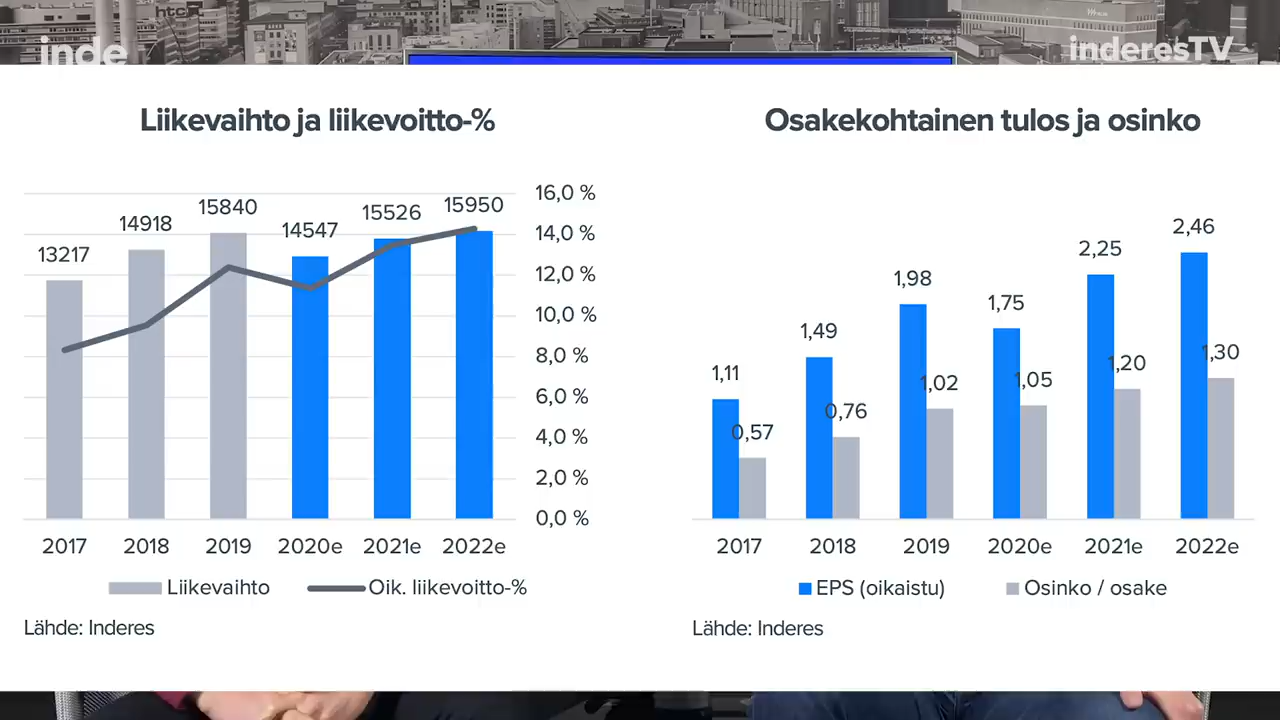 htc
inde
inderesTV
Liikevaihto ja liikevoitto-%
16,0 %
14,0 %
12,0 %
10,0 %
8,0 %
6,0 %
4,0 %
2,0 %
0,0 %
13217
14918
15840
14547
15526
15950
2017 2018 2019 2020e 2021e 2022e
Liikevaihto Oik. liikevoitto-%
Lähde: Inderes
Osakekohtainen tulos ja osinko
1,11
0,57
1,49
0,76
1,98
1,02
1,75
1,05
2,25
1,20
2,46
1,30
2017 2018 2019 2020e 2021e 2022e
EPS (oikaistu) Osinko / osake
Lähde: Inderes